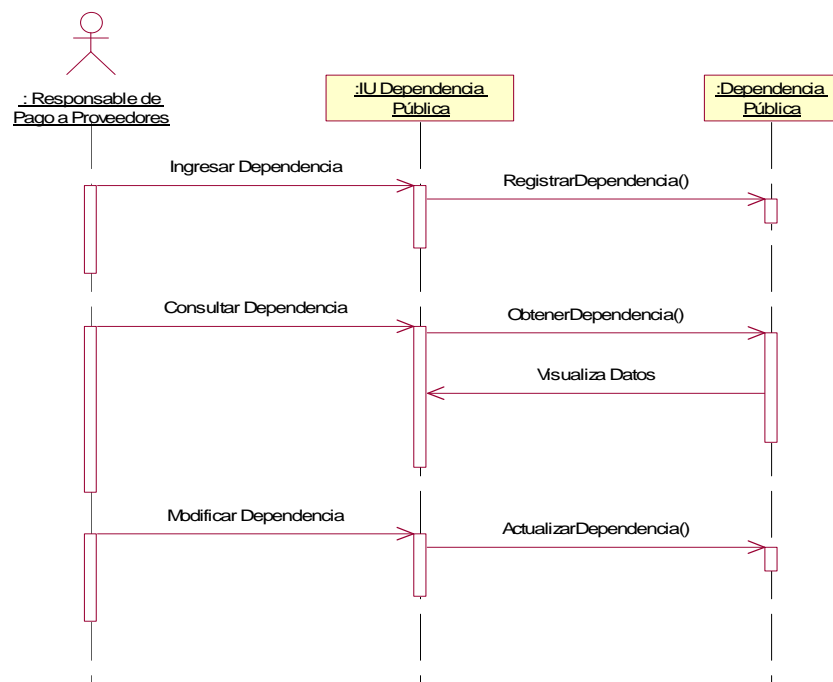 : Responsable de
Pago a Proveedores
:IU Dependencia
Pública
:Dependencia
Pública
Ingresar Dependencia
RegistrarDependencia()
Consultar Dependencia
ObtenerDependencia()
Visualiza Datos
Modificar Dependencia
ActualizarDependencia()